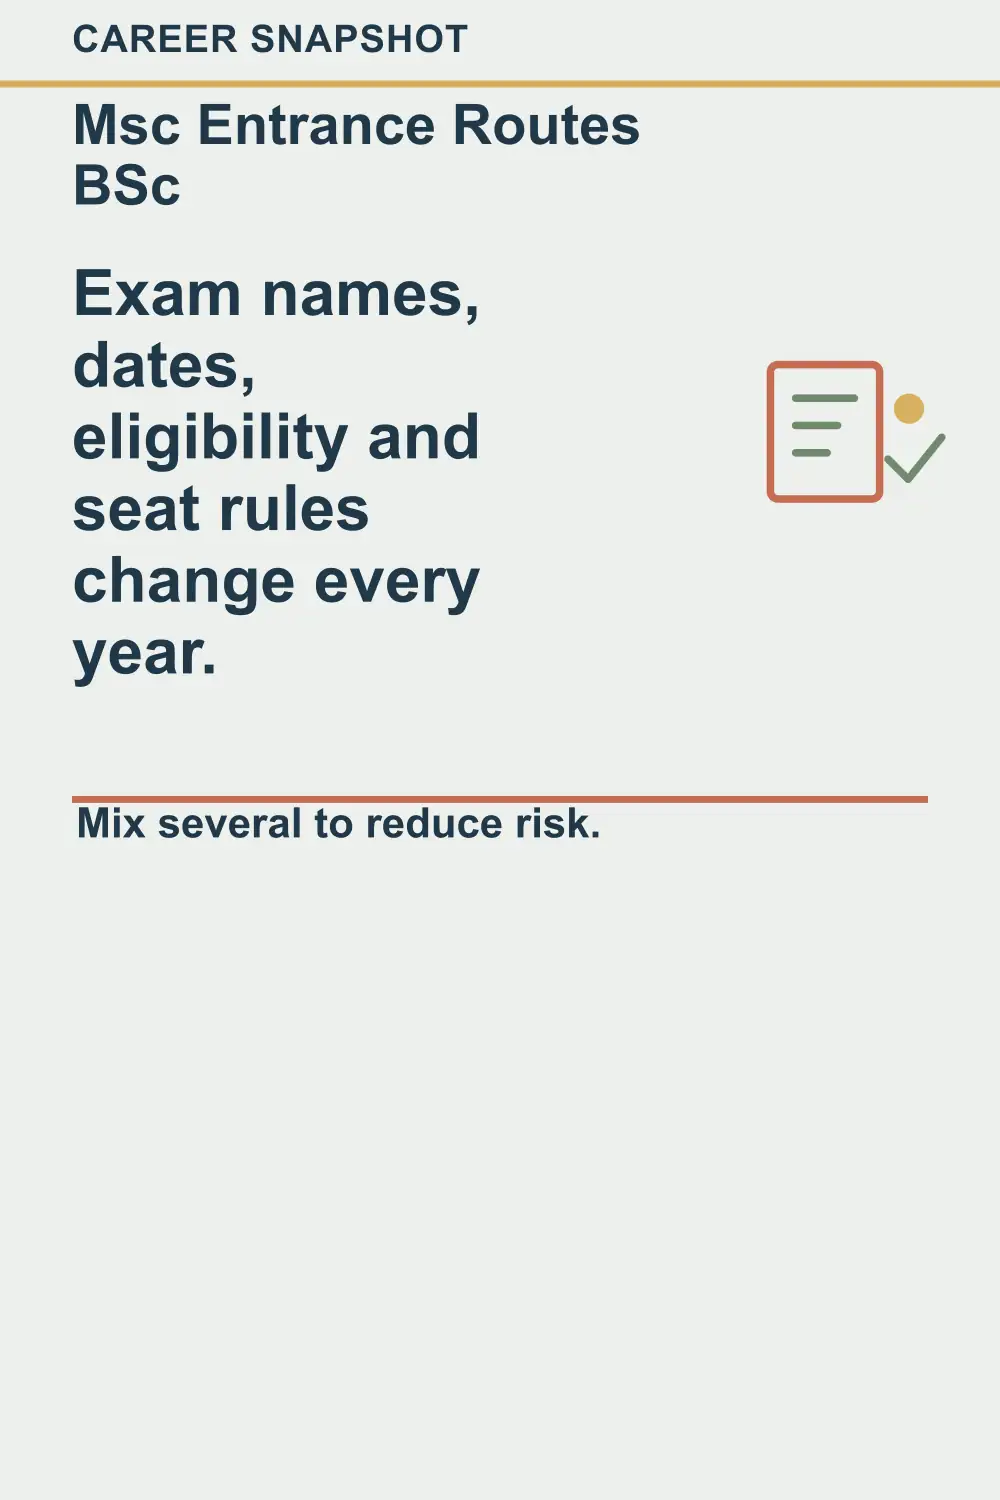 CAREER SNAPSHOT
Msc Entrance Routes
BSc
Exam names,
dates,
eligibility and
seat rules
change every
year.
Mix several to reduce risk.